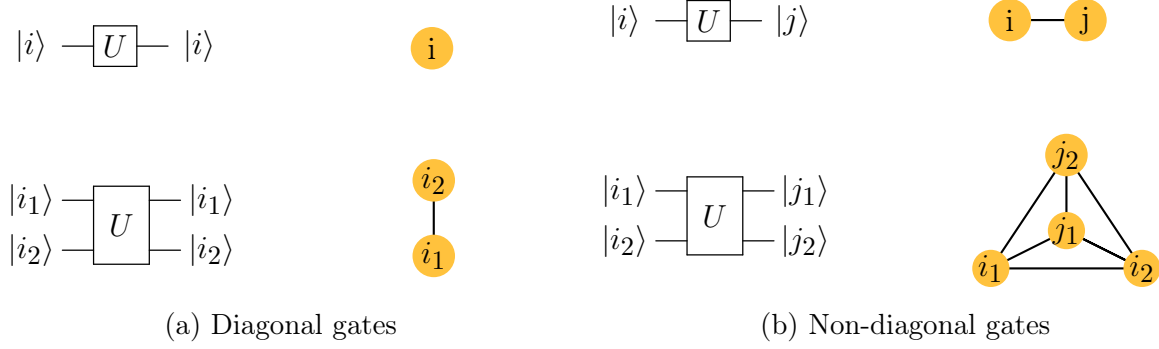 |i⟩ U |i⟩ i
|i⟩ U |j⟩ i j
|i₁⟩ |i₁⟩
U
|i₂⟩ |i₂⟩
i₂
i₁
|i₁⟩ |j₁⟩
U
|i₂⟩ |j₂⟩
j₂
j₁
i₁ i₂
(a) Diagonal gates
(b) Non-diagonal gates